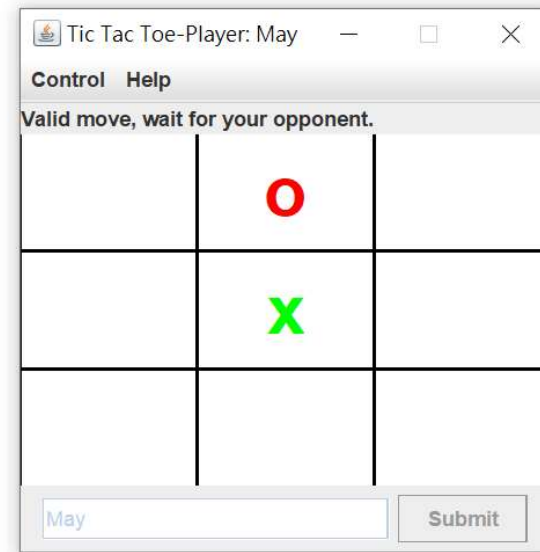 Tic Tac Toe-Player: May
Control Help
Valid move, wait for your opponent.
O
X
May Submit